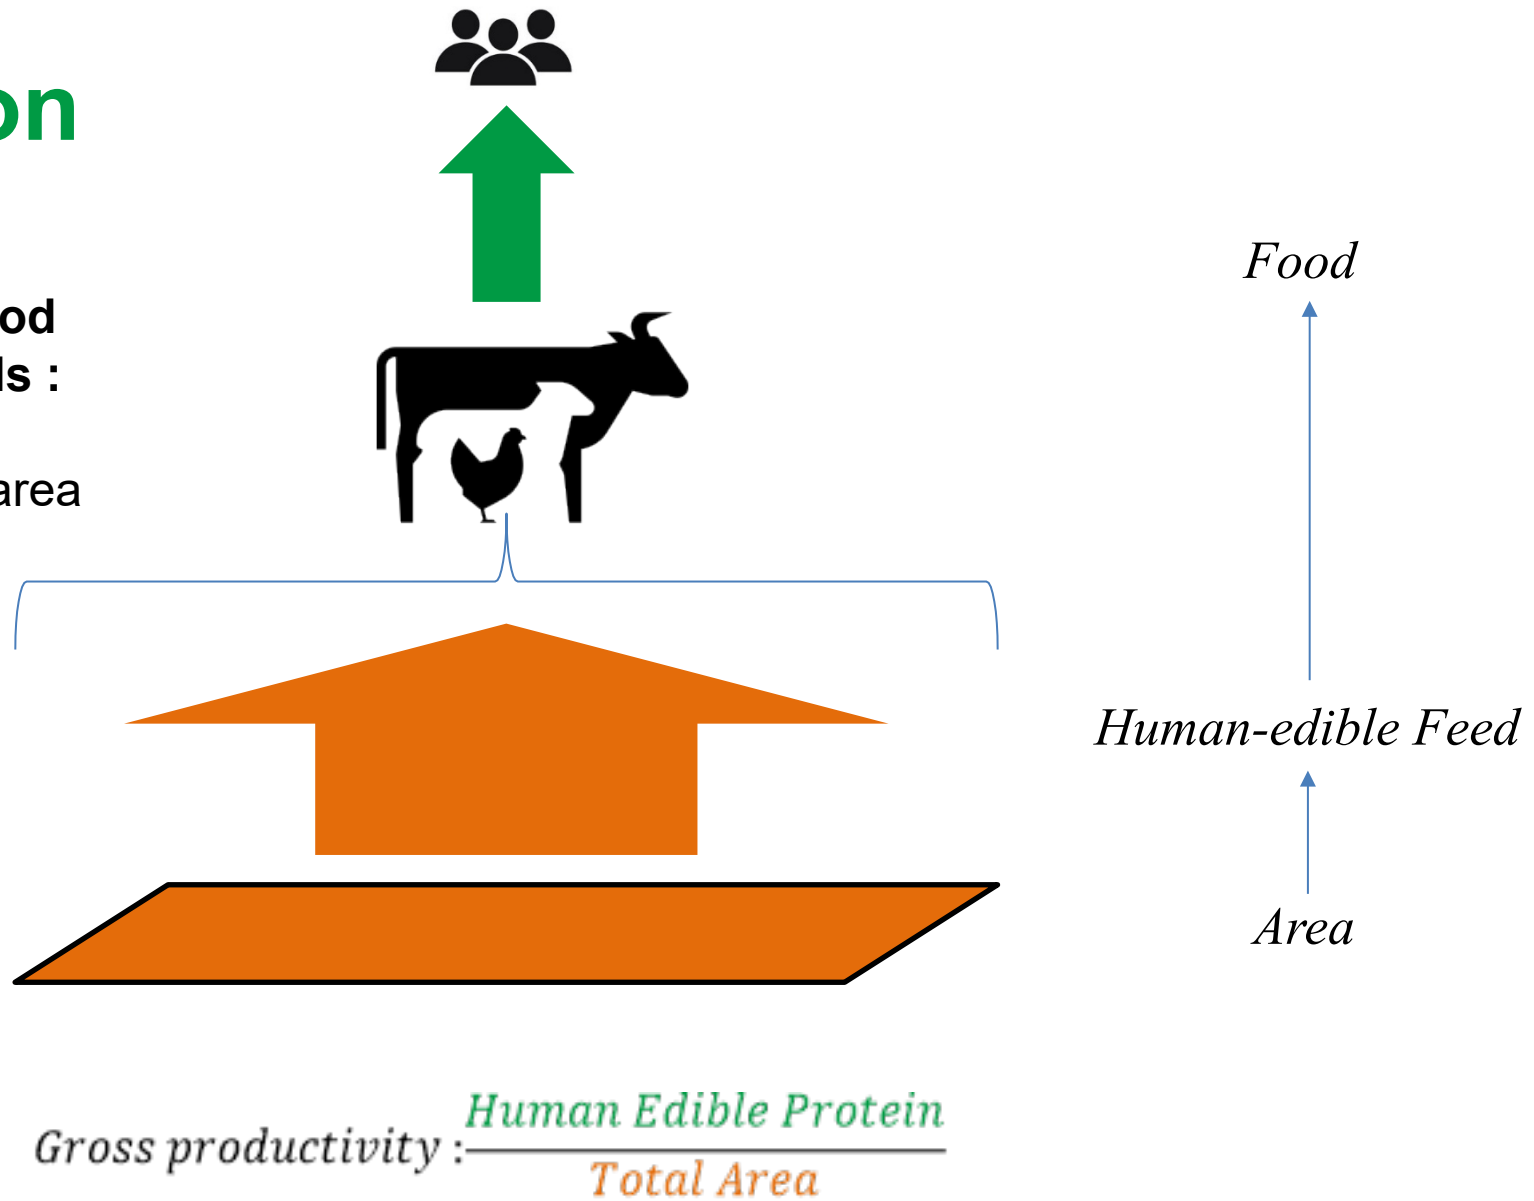 on
od
ls :
area
Food
Human-edible Feed
Area
Gross productivity :
Human Edible Protein
Total Area